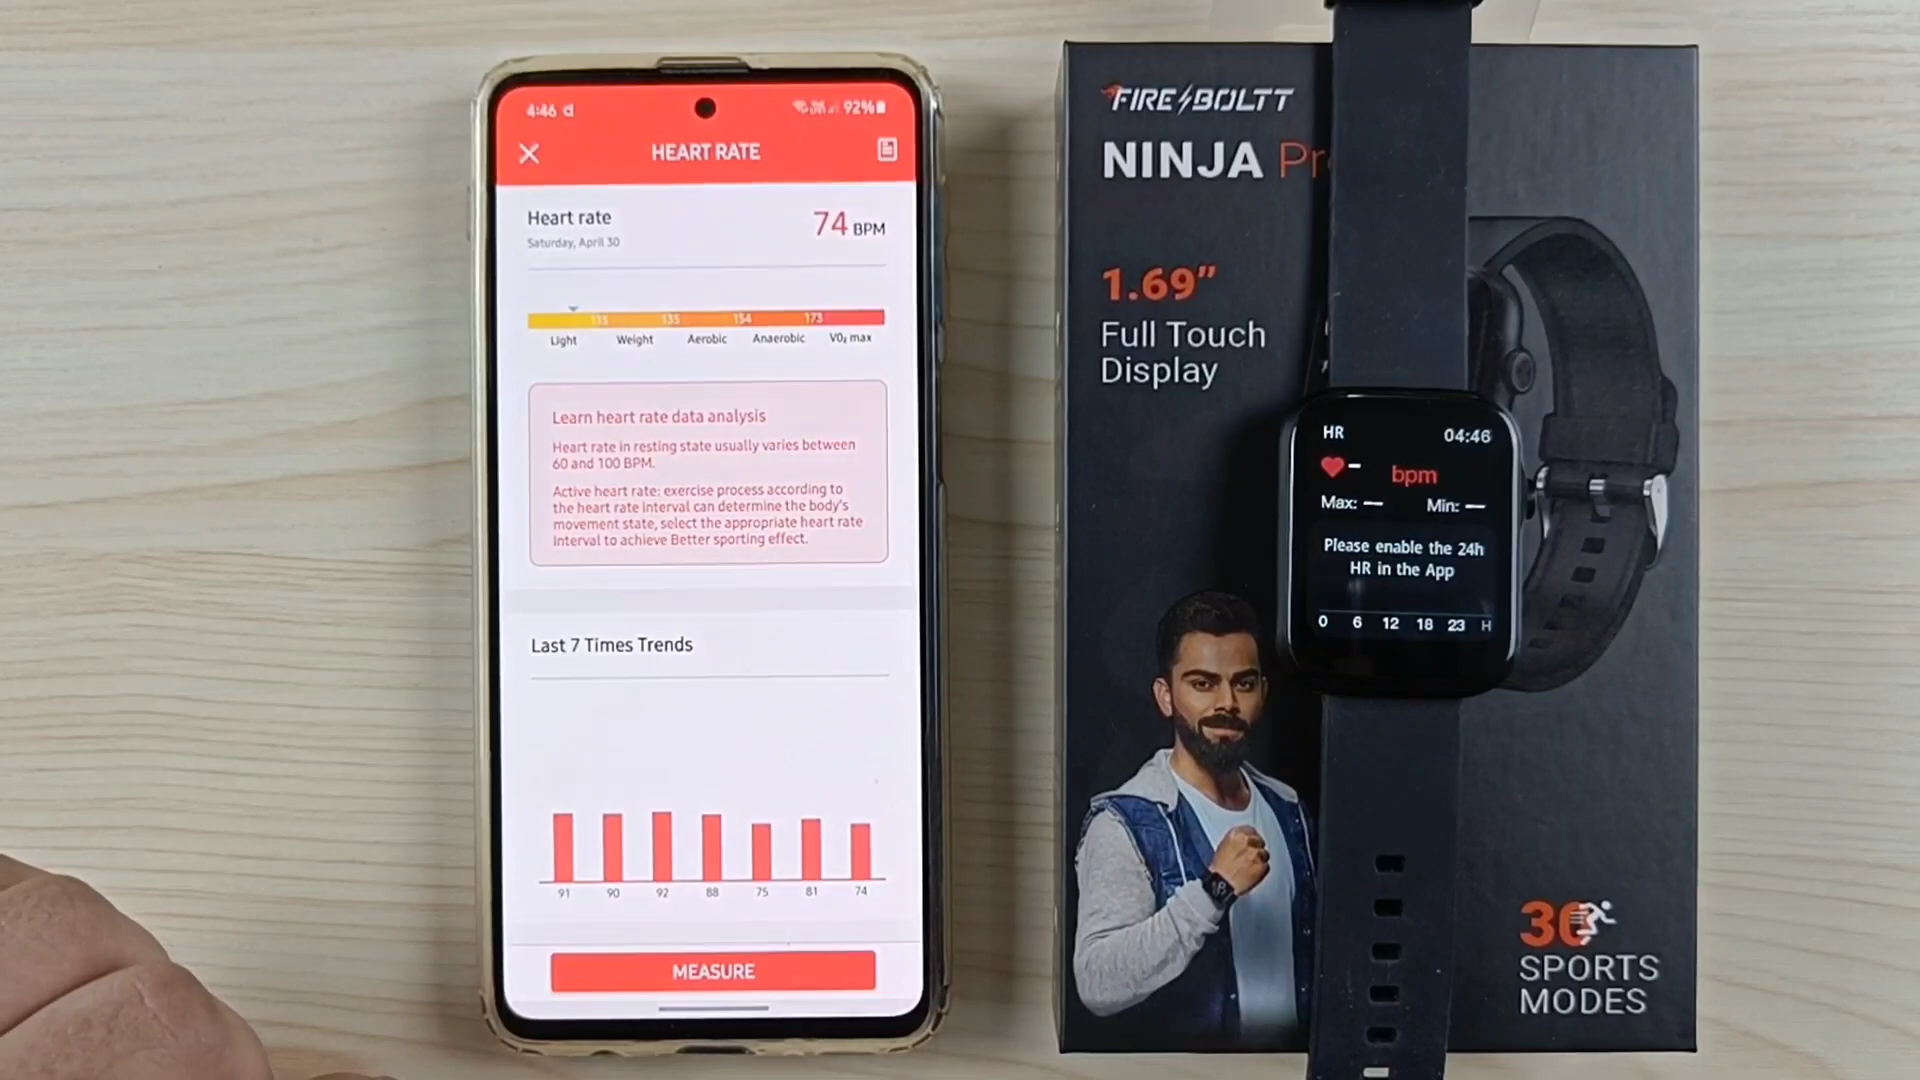 4:46
92%
HEART RATE
Heart rate
74 BPM
Saturday, April 30
115 135 154 173
Light Weight Aerobic Anaerobic VO₂ max
Learn heart rate data analysis
Heart rate in resting state usually varies between
60 and 100 BPM.
Active heart rate: exercise process according to
the heart rate interval can determine the body's
movement state, select the appropriate heart rate
interval to achieve Better sporting effect.
Last 7 Times Trends
91 90 92 88 75 81 74
MEASURE
FIRE BOLTT
NINJA Pr
1.69"
Full Touch
Display
HR 04:46
- bpm
Max: — Min: —
Please enable the 24h
HR in the App
0 6 12 18 23 H
SPORTS
MODES